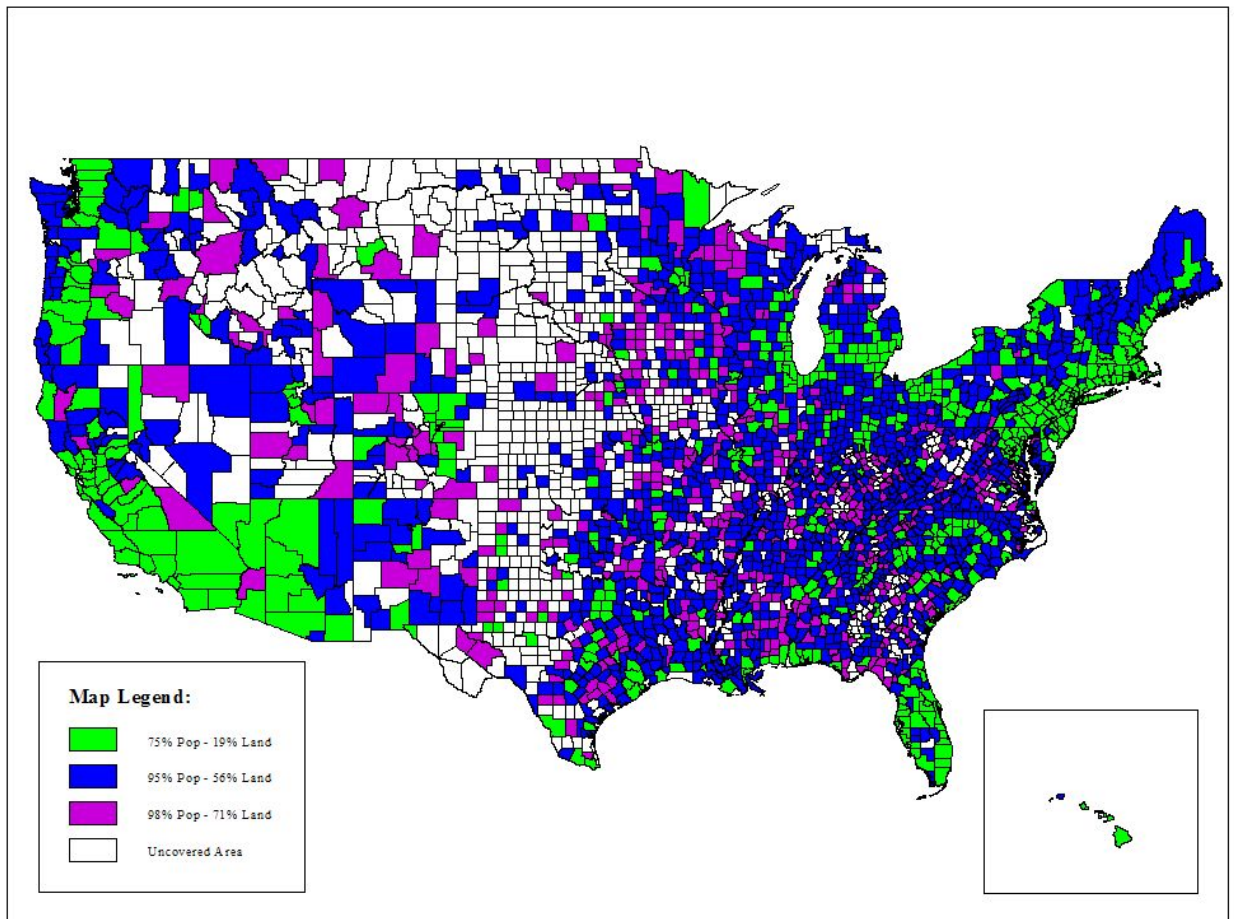 Map Legend:
75% Pop - 19% Land
95% Pop - 56% Land
98% Pop - 71% Land
Uncovered Area